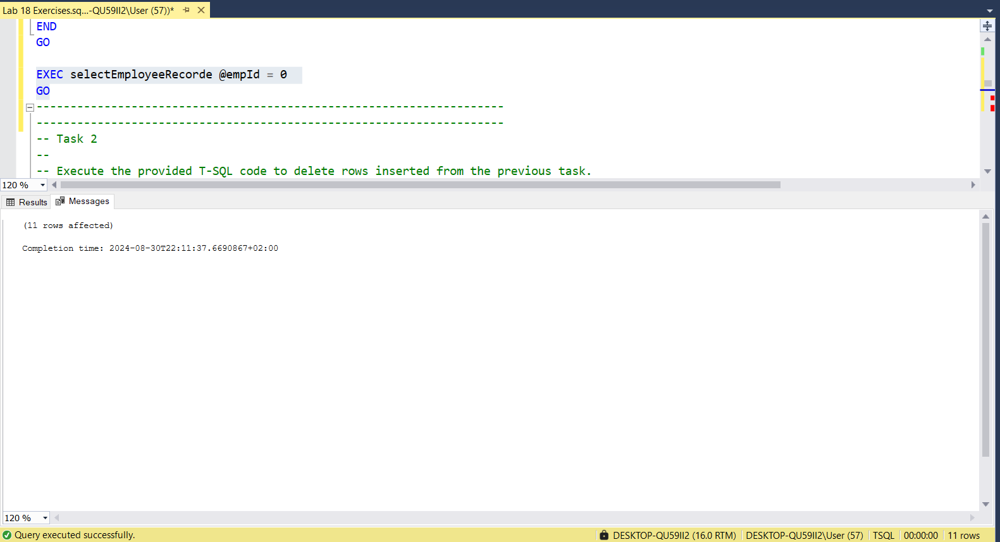 Lab 18 Exercises.sq...-QU59II2\User (57))*
END
GO
EXEC selectEmployeeRecorde @empId = 0
GO
---------------------------------------------------------------------
---------------------------------------------------------------------
-- Task 2
--
-- Execute the provided T-SQL code to delete rows inserted from the previous task.
120 %
Results Messages
(11 rows affected)
Completion time: 2024-08-30T22:11:37.6690867+02:00
120 %
Query executed successfully. DESKTOP-QU59II2 (16.0 RTM) DESKTOP-QU59II2\User (57) TSQL 00:00:00 11 rows